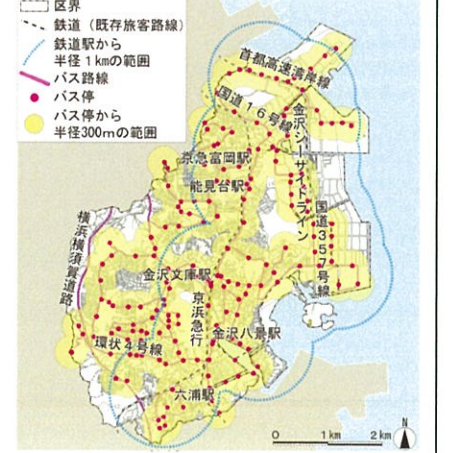 区界
鉄道（既存旅客路線）
鉄道駅から
半径1kmの範囲
バス路線
バス停
バス停から
半径300mの範囲
首都高速湾岸線
国道16号線
金沢シーサイドライン
京急富岡駅
能見台駅
国道357号線
横浜横須賀道路
金沢文庫駅
京浜急行
金沢八景駅
環状4号線
六浦駅
0 1km 2km
N